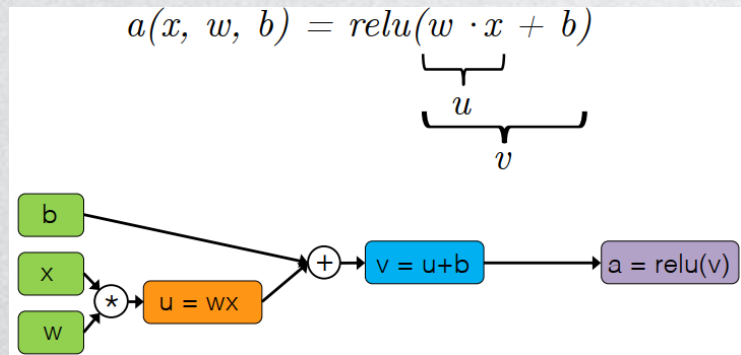 a(x, w, b) = relu(w · x + b)
u
v
b
x
w
*
u = wx
+
v = u+b
a = relu(v)